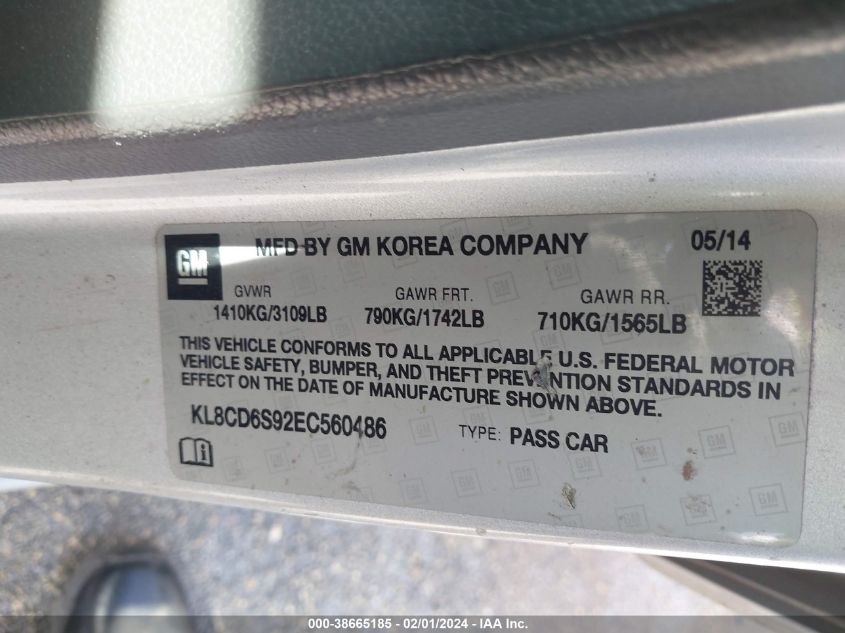 GM
MFD BY GM KOREA COMPANY 05/14
GVWR GAWR FRT. GAWR RR.
1410KG/3109LB 790KG/1742LB 710KG/1565LB
THIS VEHICLE CONFORMS TO ALL APPLICABLE U.S. FEDERAL MOTOR
VEHICLE SAFETY, BUMPER, AND THEFT PREVENTION STANDARDS IN
EFFECT ON THE DATE OF MANUFACTURE SHOWN ABOVE.
KL8CD6S92EC560486 TYPE: PASS CAR
000-38665185 / 02/01/2024 / IAA Inc.